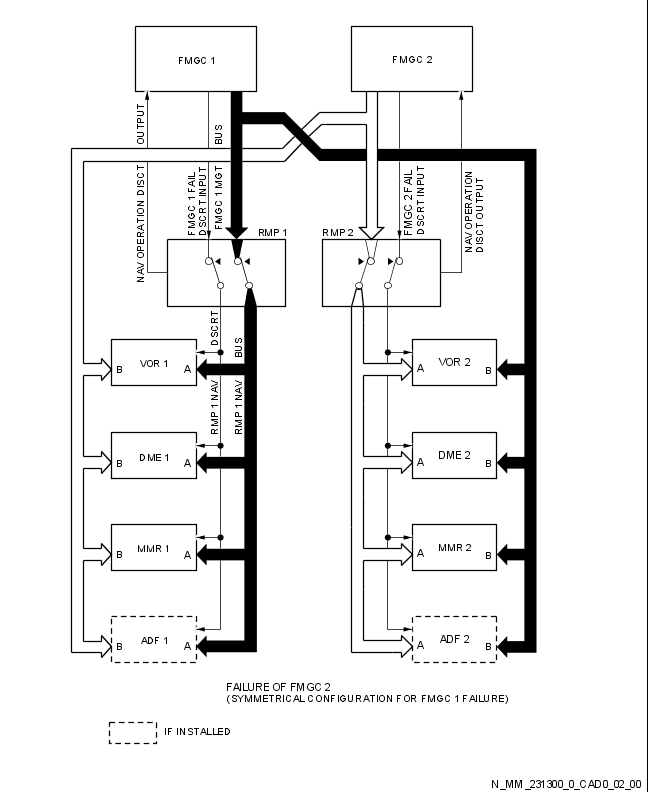 FMGC 1
FMGC 2
NAV OPERATION DISCT OUTPUT
FMGC 1 FAIL
DSCRT INPUT
FMGC 1 MGT BUS
FMGC 2 FAIL
DSCRT INPUT
NAV OPERATION
DISCT OUTPUT
RMP 1
RMP 2
RMP 1 NAV DSCRT
RMP 1 NAV BUS
B VOR 1 A
A VOR 2 B
B DME 1 A
A DME 2 B
B MMR 1 A
A MMR 2 B
B ADF 1 A
A ADF 2 B
FAILURE OF FMGC 2
(SYMMETRICAL CONFIGURATION FOR FMGC 1 FAILURE)
IF INSTALLED
N_MM_231300_0_CAD0_02_00